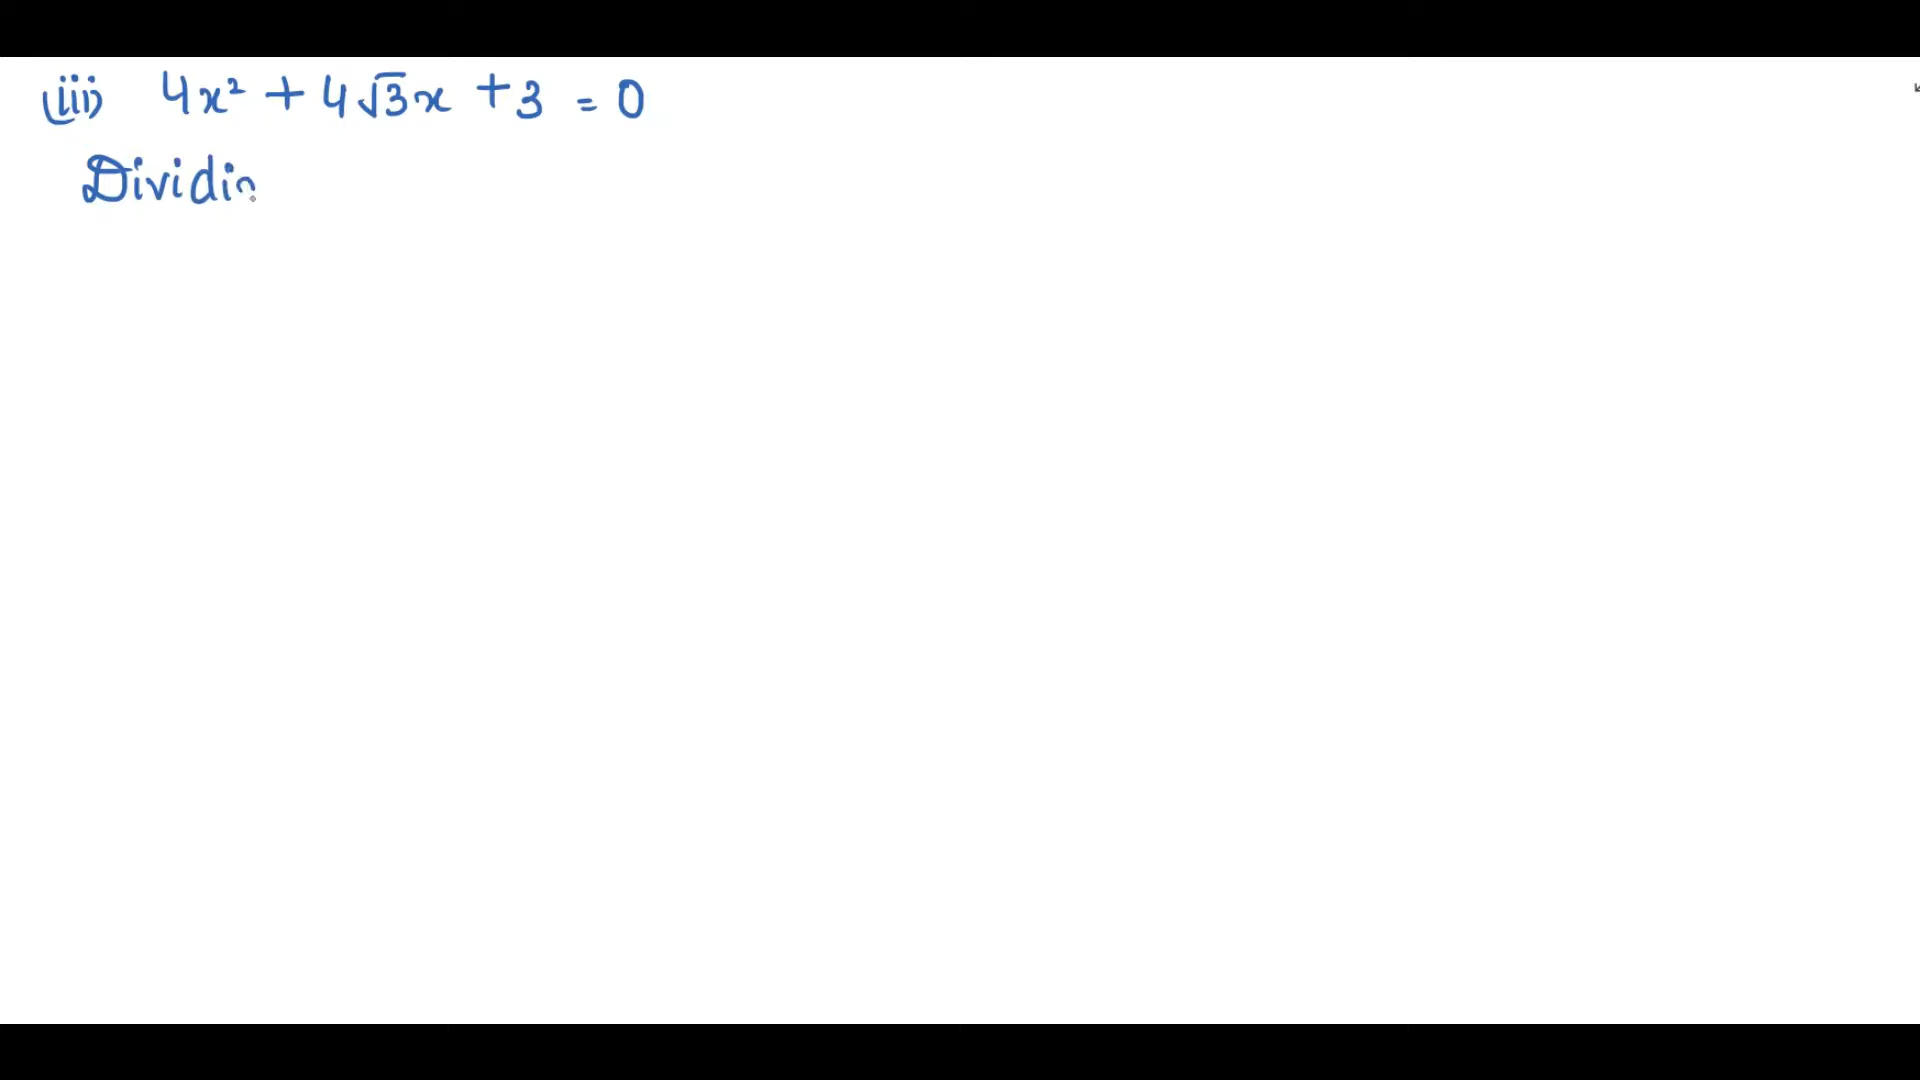 (iii) 4x² + 4√3x + 3 = 0
Dividin